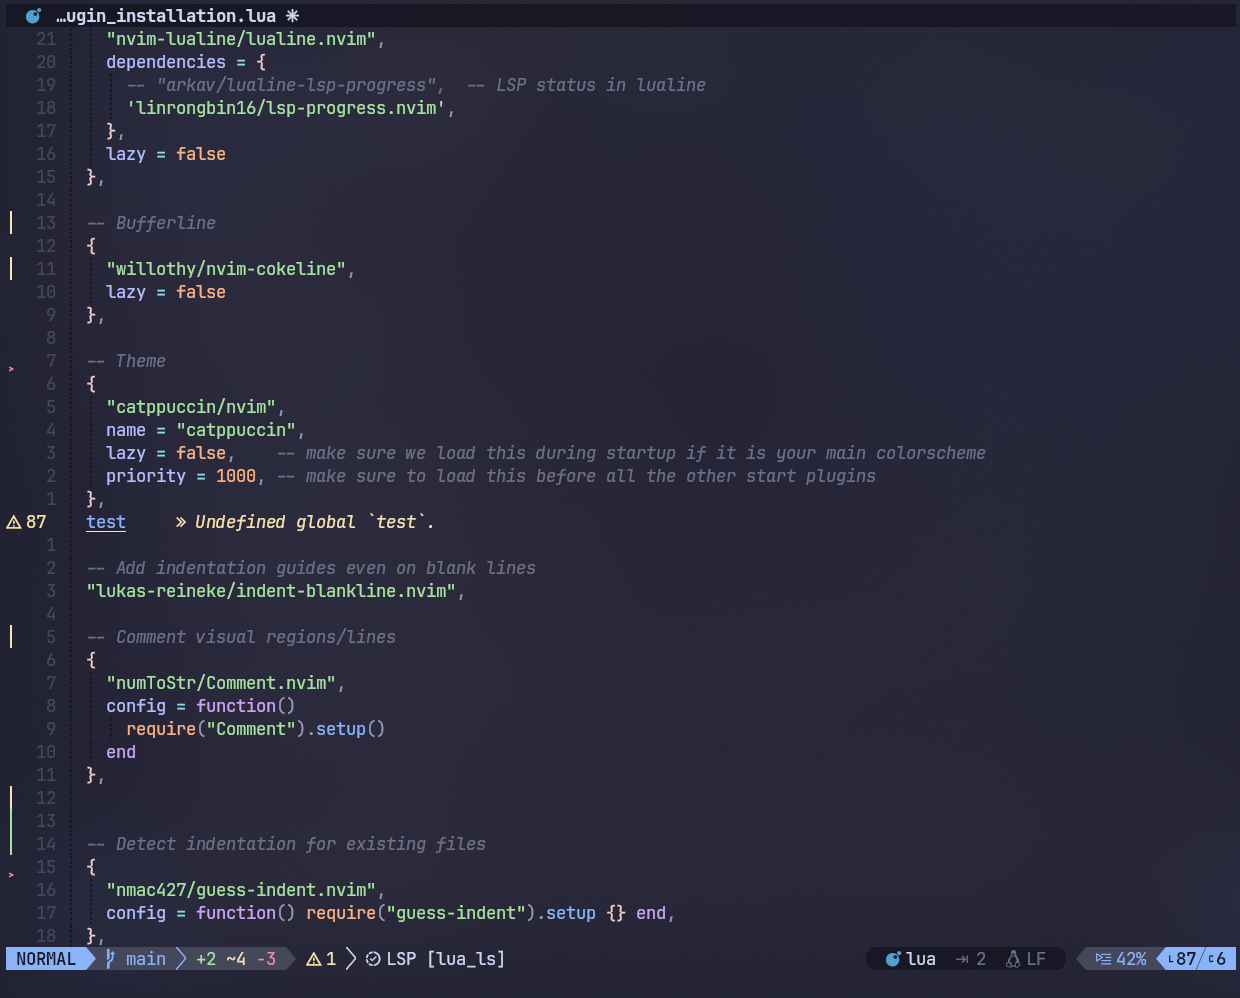 …ugin_installation.lua ✳
21 "nvim-lualine/lualine.nvim",
20 dependencies = {
19 -- "arkav/lualine-lsp-progress",  -- LSP status in lualine
18 'linrongbin16/lsp-progress.nvim',
17 },
16 lazy = false
15 },
14
13 -- Bufferline
12 {
11 "willothy/nvim-cokeline",
10 lazy = false
9 },
8
7 -- Theme
6 {
5 "catppuccin/nvim",
4 name = "catppuccin",
3 lazy = false,    -- make sure we load this during startup if it is your main colorscheme
2 priority = 1000, -- make sure to load this before all the other start plugins
1 },
87 test     » Undefined global `test`.
1
2 -- Add indentation guides even on blank lines
3 "lukas-reineke/indent-blankline.nvim",
4
5 -- Comment visual regions/lines
6 {
7 "numToStr/Comment.nvim",
8 config = function()
9 require("Comment").setup()
10 end
11 },
12
13
14 -- Detect indentation for existing files
15 {
16 "nmac427/guess-indent.nvim",
17 config = function() require("guess-indent").setup {} end,
18 },
NORMAL main +2 ~4 -3 1 LSP [lua_ls] lua 2 LF 42% L87/C6